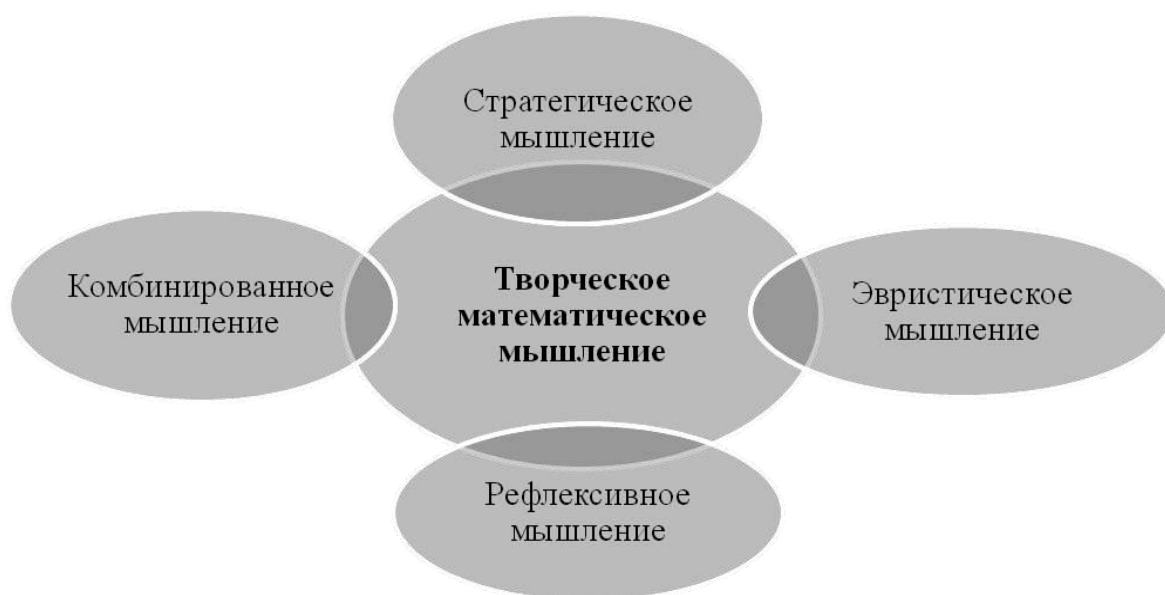 Стратегическое
мышление
Комбинированное
мышление
Творческое
математическое
мышление
Эвристическое
мышление
Рефлексивное
мышление